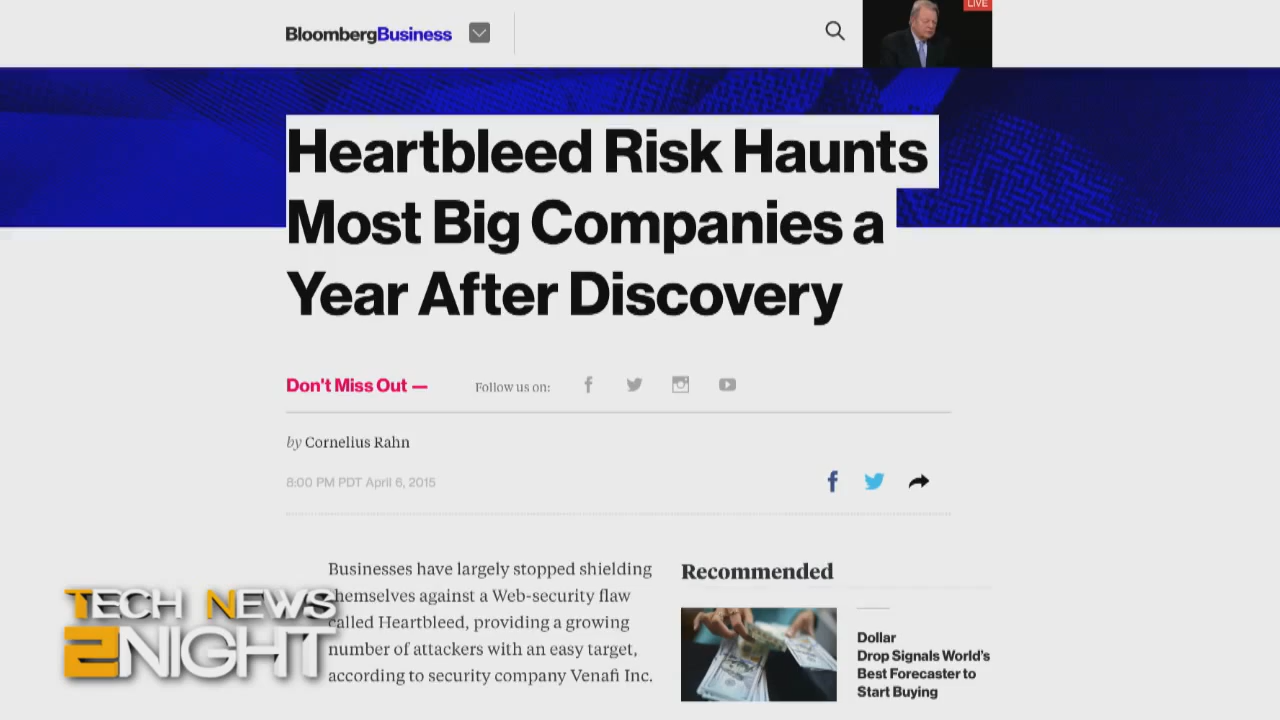 BloombergBusiness
LIVE
Heartbleed Risk Haunts
Most Big Companies a
Year After Discovery
Don't Miss Out —
Follow us on:
by Cornelius Rahn
8:00 PM PDT April 6, 2015
Businesses have largely stopped shielding
themselves against a Web-security flaw
called Heartbleed, providing a growing
number of attackers with an easy target,
according to security company Venafi Inc.
Recommended
Dollar
Drop Signals World's
Best Forecaster to
Start Buying
TECH NEWS
2NIGHT